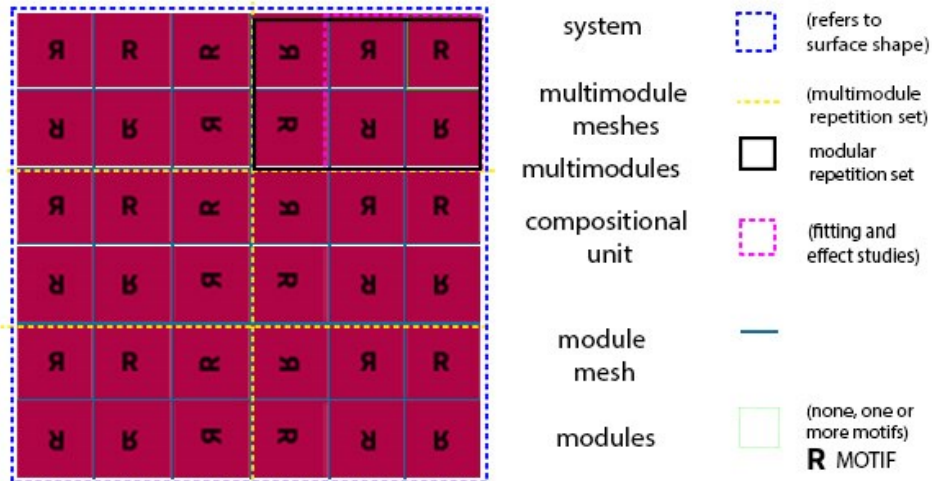 R R R R R R
R R R R R R
R R R R R R
R R R R R R
R R R R R R
R R R R R R
system
(refers to
surface shape)
multimodule
meshes
(multimodule
repetition set)
multimodules
modular
repetition set
compositional
unit
(fitting and
effect studies)
module
mesh
modules
(none, one or
more motifs)
R MOTIF